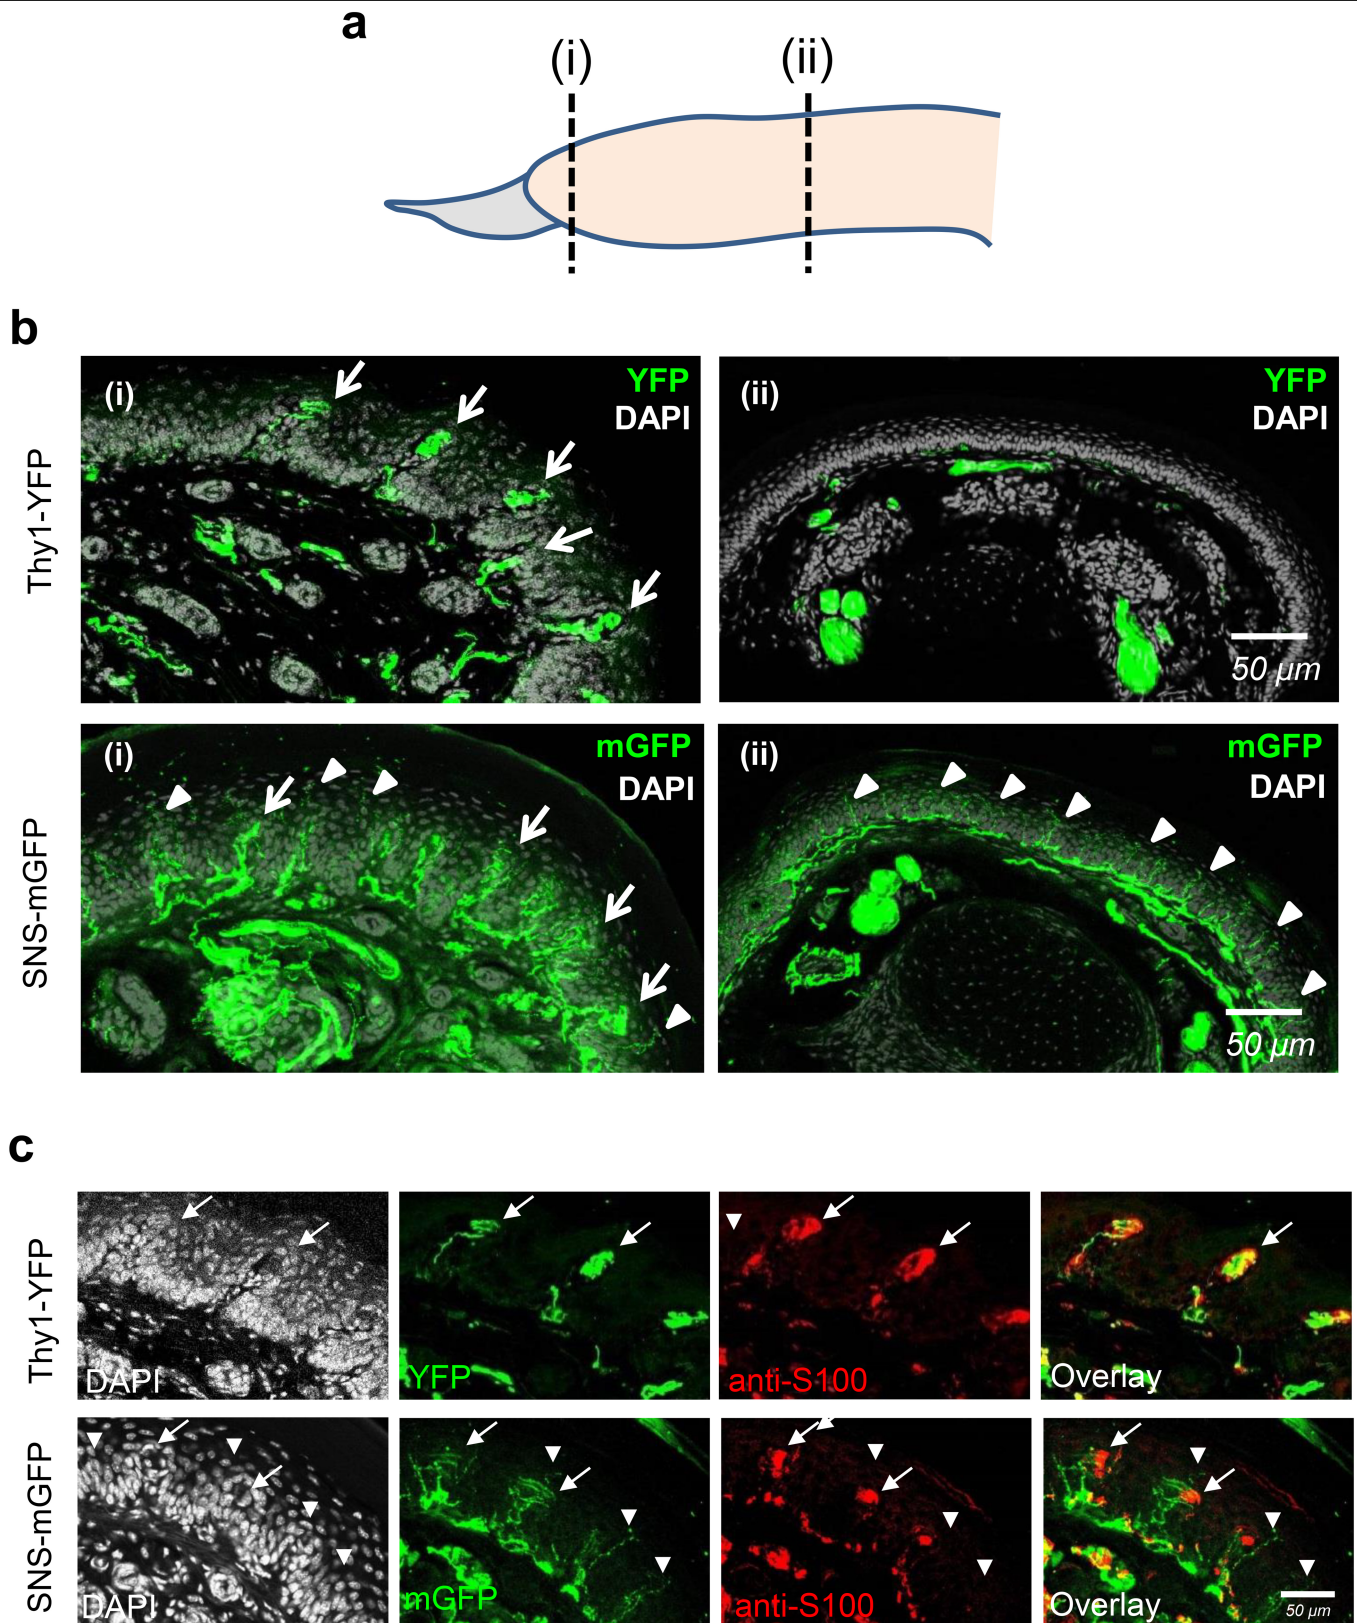 a
(i)
(ii)
b
Thy1-YFP
(i)
YFP
DAPI
(ii)
YFP
DAPI
50 µm
SNS-mGFP
(i)
mGFP
DAPI
(ii)
mGFP
DAPI
50 µm
c
Thy1-YFP
DAPI
YFP
anti-S100
Overlay
SNS-mGFP
DAPI
mGFP
anti-S100
Overlay
50 µm